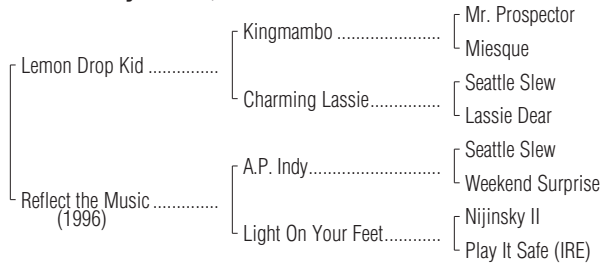 Mr. Prospector
Kingmambo ...................
Miesque
Lemon Drop Kid .............
Seattle Slew
Charming Lassie.............
Lassie Dear
Seattle Slew
A.P. Indy........................
Weekend Surprise
Reflect the Music ............
(1996)
Nijinsky II
Light On Your Feet..........
Play It Safe (IRE)